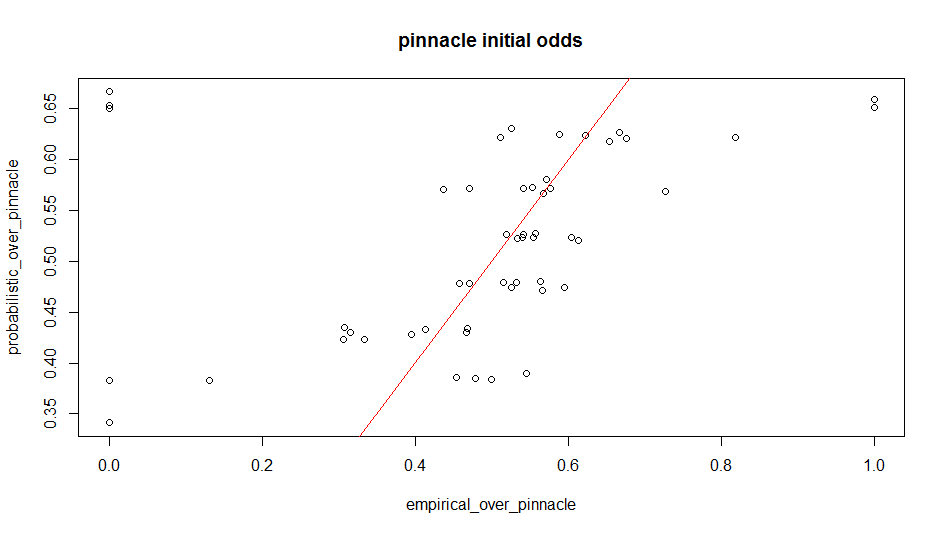 pinnacle initial odds
probabilistic_over_pinnacle
0.65
0.60
0.55
0.50
0.45
0.40
0.35
0.0 0.2 0.4 0.6 0.8 1.0
empirical_over_pinnacle